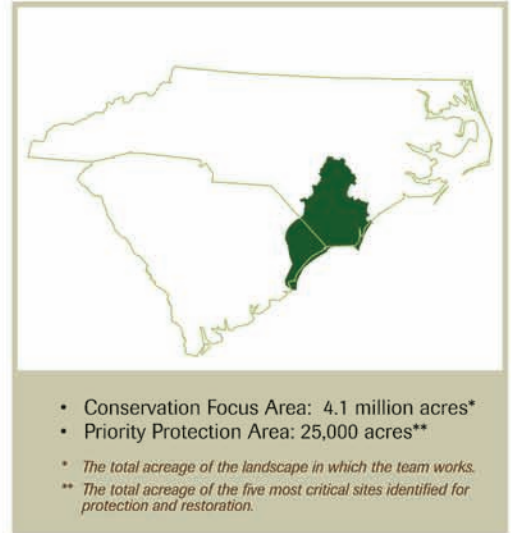 • Conservation Focus Area: 4.1 million acres*
• Priority Protection Area: 25,000 acres**
* The total acreage of the landscape in which the team works.
** The total acreage of the five most critical sites identified for
protection and restoration.